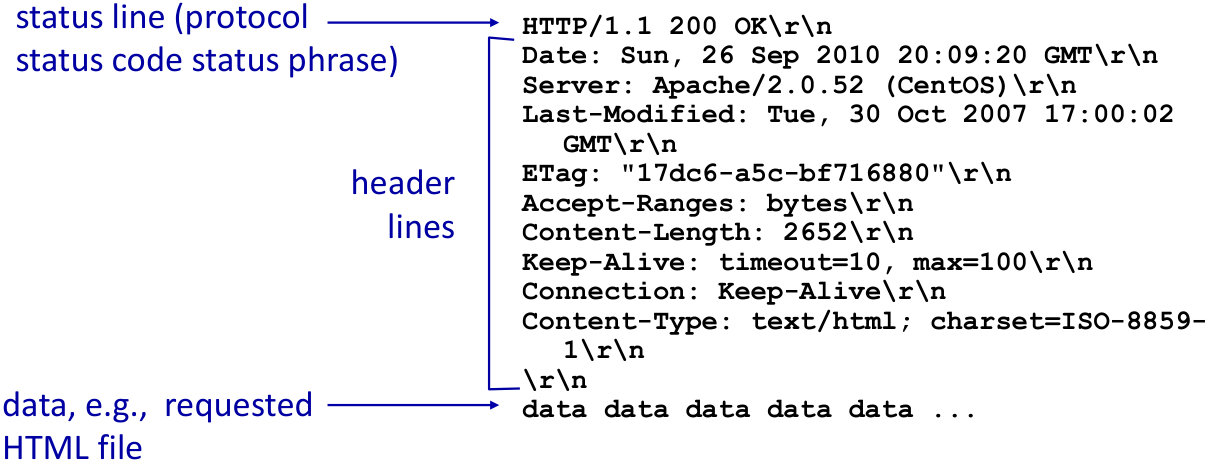 status line (protocol
status code status phrase)
header
lines
data, e.g., requested
HTML file
HTTP/1.1 200 OK\r\n
Date: Sun, 26 Sep 2010 20:09:20 GMT\r\n
Server: Apache/2.0.52 (CentOS)\r\n
Last-Modified: Tue, 30 Oct 2007 17:00:02
GMT\r\n
ETag: "17dc6-a5c-bf716880"\r\n
Accept-Ranges: bytes\r\n
Content-Length: 2652\r\n
Keep-Alive: timeout=10, max=100\r\n
Connection: Keep-Alive\r\n
Content-Type: text/html; charset=ISO-8859-
1\r\n
\r\n
data data data data data ...